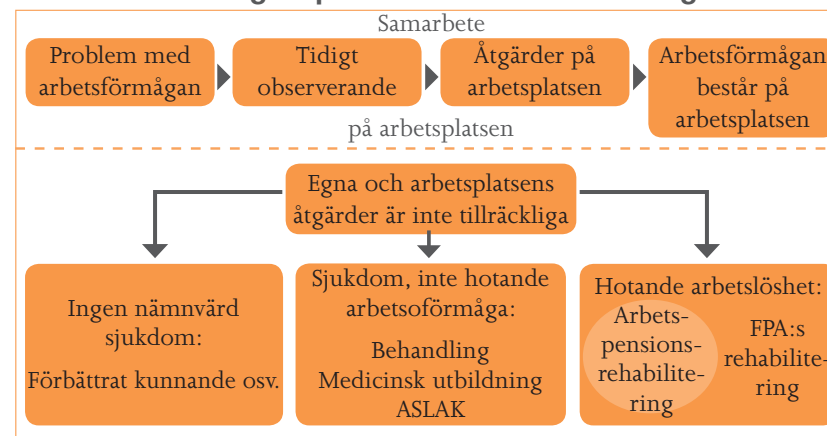 Samarbete
Problem med
arbetsförmågan
Tidigt
observerande
Åtgärder på
arbetsplatsen
Arbetsförmågan
består på
arbetsplatsen
på arbetsplatsen
Egna och arbetsplatsens
åtgärder är inte tillräckliga
Ingen nämnvärd
sjukdom:
Förbättrat kunnande osv.
Sjukdom, inte hotande
arbetsoförmåga:
Behandling
Medicinsk utbildning
ASLAK
Hotande arbetslöshet:
Arbets-
pensions-
rehabilite-
ring
FPA:s
rehabilite-
ring